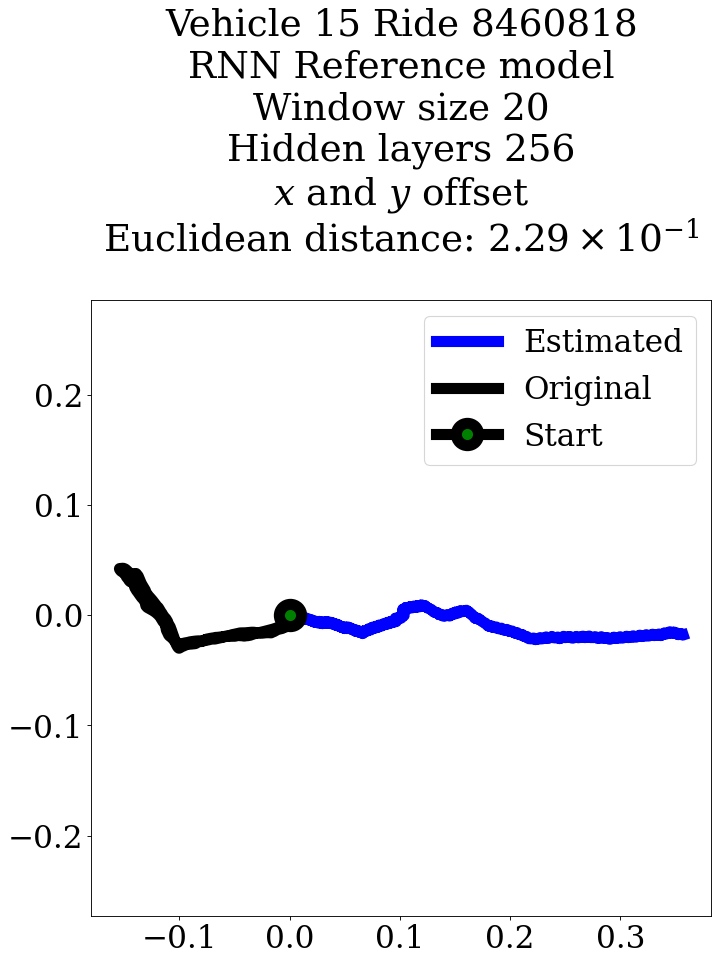 Vehicle 15 Ride 8460818
RNN Reference model
Window size 20
Hidden layers 256
x and y offset
Euclidean distance: 2.29 × 10⁻¹
Estimated
Original
Start
0.2
0.1
0.0
−0.1
−0.2
−0.1 0.0 0.1 0.2 0.3